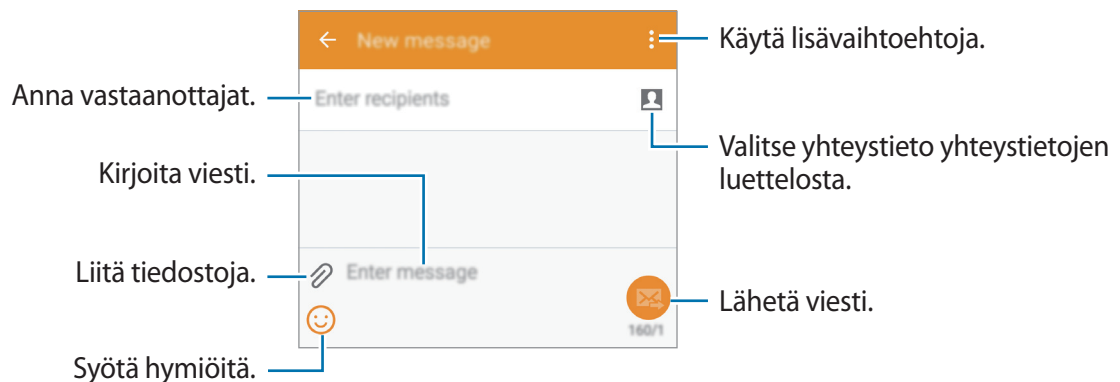 New message
Käytä lisävaihtoehtoja.
Anna vastaanottajat.
Enter recipients
Valitse yhteystieto yhteystietojen
luettelosta.
Kirjoita viesti.
Liitä tiedostoja.
Enter message
Lähetä viesti.
160/1
Syötä hymiöitä.